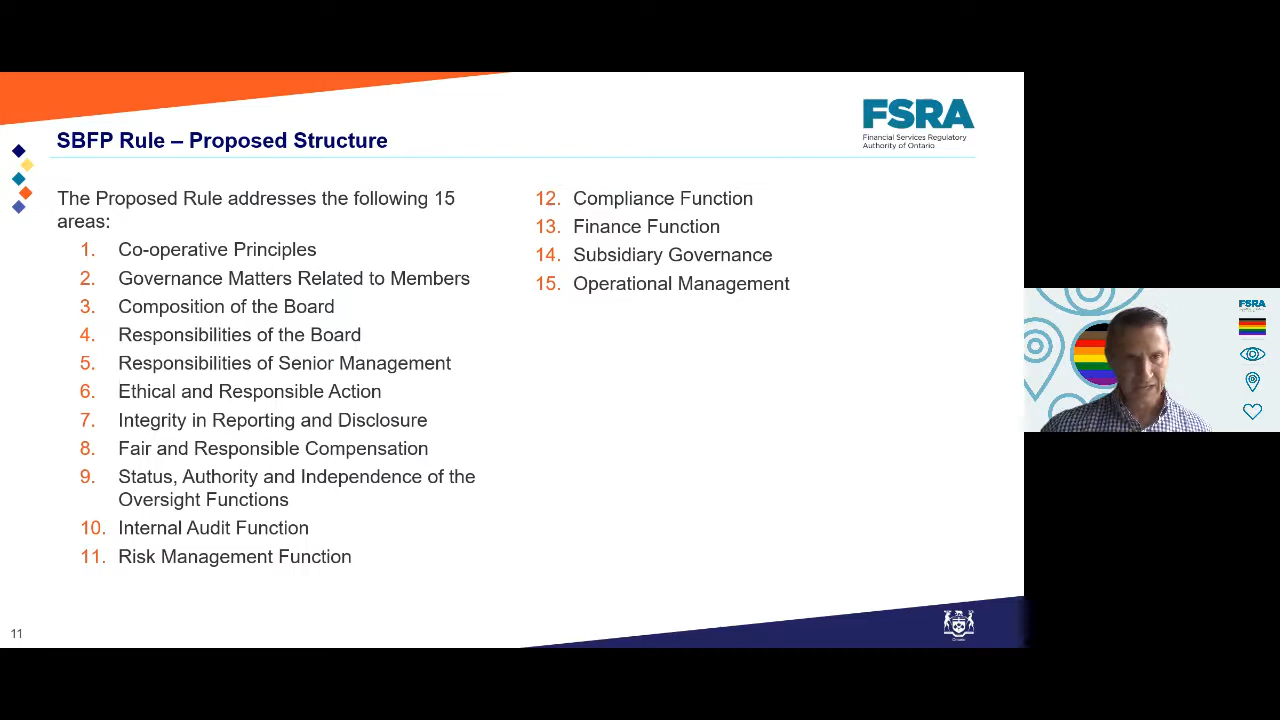 SBFP Rule – Proposed Structure
FSRA
Financial Services Regulatory
Authority of Ontario
The Proposed Rule addresses the following 15
areas:
1. Co-operative Principles
2. Governance Matters Related to Members
3. Composition of the Board
4. Responsibilities of the Board
5. Responsibilities of Senior Management
6. Ethical and Responsible Action
7. Integrity in Reporting and Disclosure
8. Fair and Responsible Compensation
9. Status, Authority and Independence of the
Oversight Functions
10. Internal Audit Function
11. Risk Management Function
12. Compliance Function
13. Finance Function
14. Subsidiary Governance
15. Operational Management
FSRA
11
Ontario